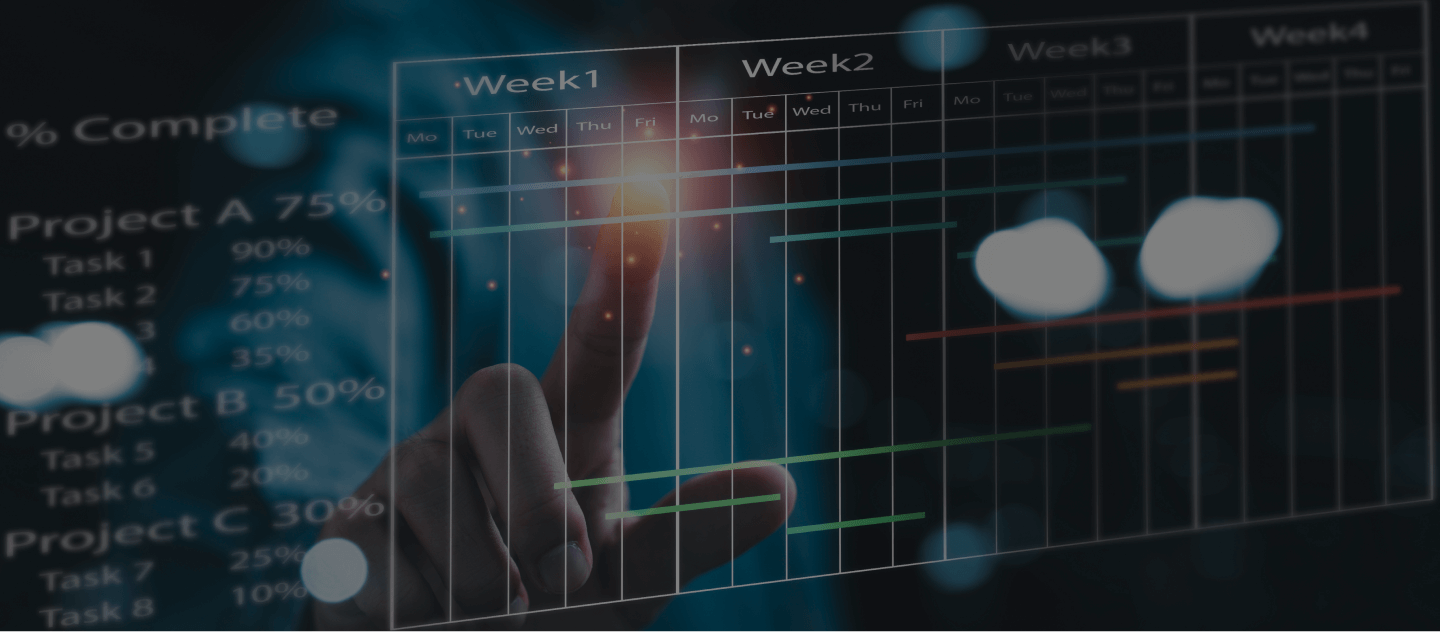 Week1 Week2 Week3 Week4
Mo Tue Wed Thu Fri Mo Tue Wed Thu Fri Mo Tue Wed Thu Fri Mo Tue Wed Thu Fri
% Complete
Project A 75%
Task 1 90%
Task 2 75%
3 60%
4 35%
Project B 50%
Task 5 40%
Task 6 20%
Project C 30%
Task 7 25%
Task 8 10%